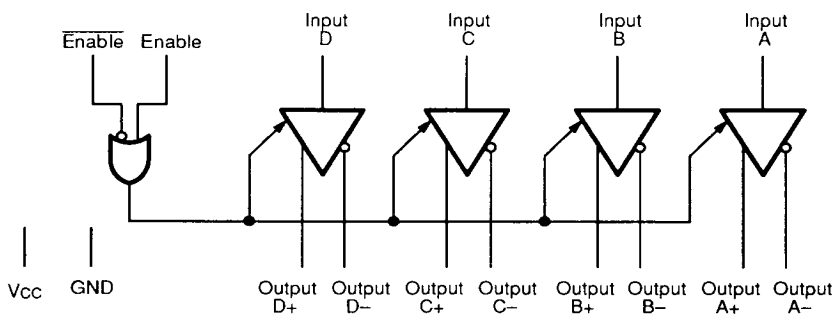 Input Input Input Input
D C B A
Enable Enable
VCC GND
Output Output Output Output Output Output Output Output
D+ D– C+ C– B+ B– A+ A–